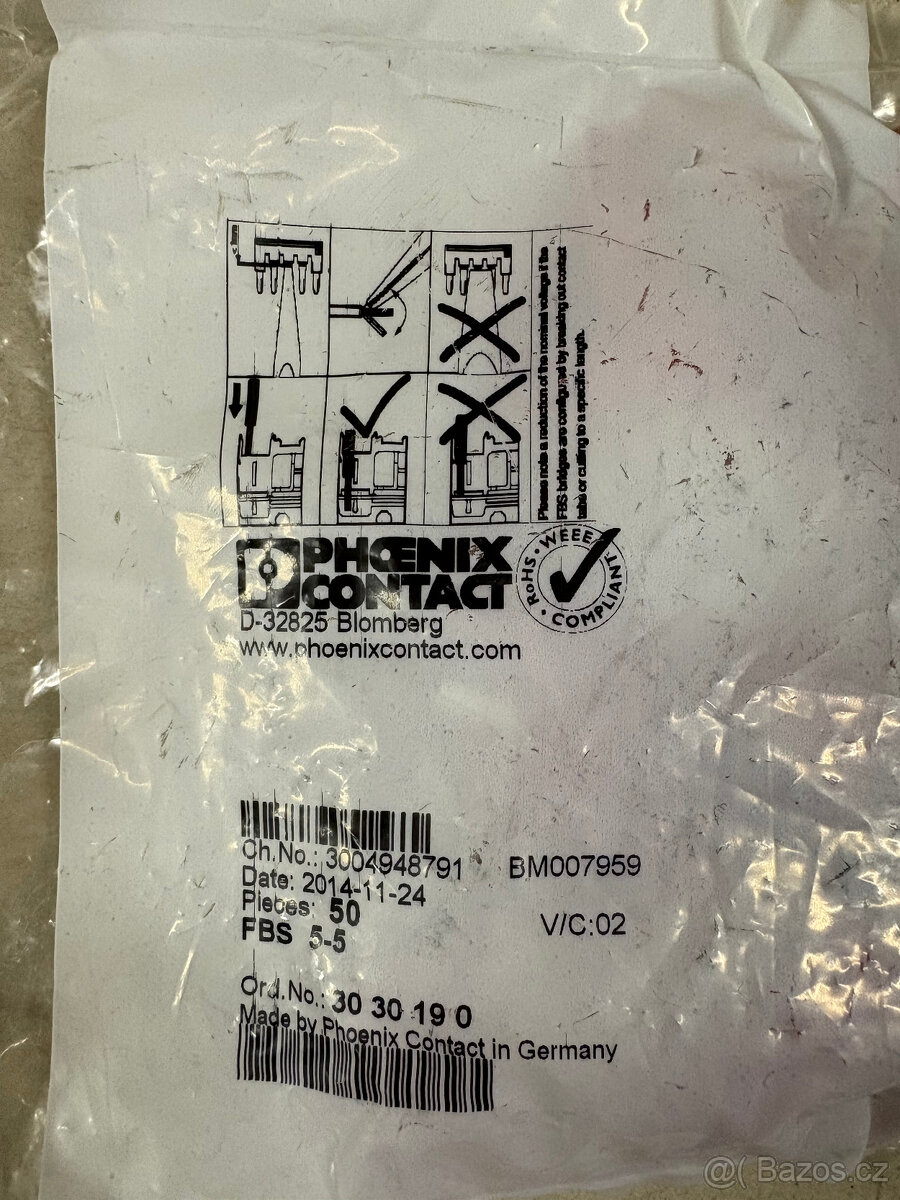 < 1mm
Please note a reduction of the nominal voltage if the
FBS bridges are configured by breaking out contact
tabs or cutting to a specific length.
PHOENIX
CONTACT
RoHS · WEEE · COMPLIANT
D-32825 Blomberg
www.phoenixcontact.com
Ch.No.: 3004948791 BM007959
Date: 2014-11-24
Pieces: 50
FBS 5-5 V/C:02
Ord.No.: 30 30 19 0
Made by Phoenix Contact in Germany
@( Bazos.cz